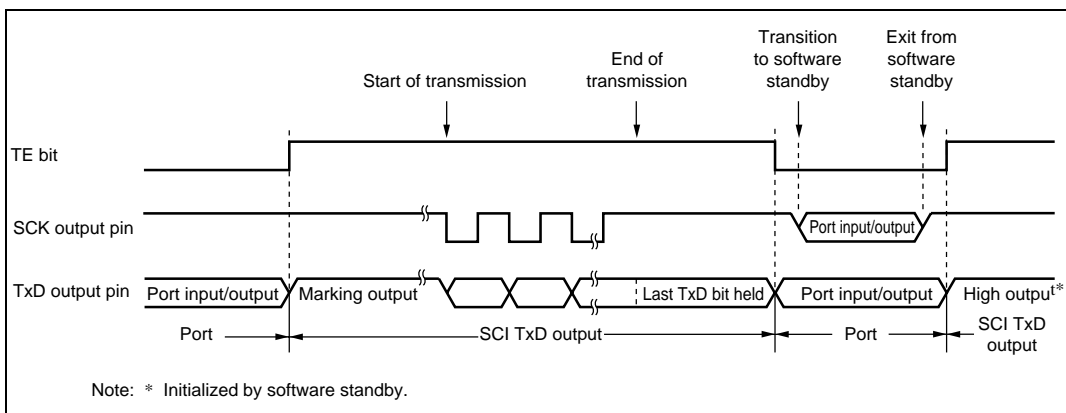 Transition
to software
standby
Exit from
software
standby
End of
transmission
Start of transmission
TE bit
SCK output pin
Port input/output
TxD output pin
Port input/output
Marking output
Last TxD bit held
Port input/output
High output*
Port
SCI TxD output
Port
SCI TxD
output
Note: * Initialized by software standby.